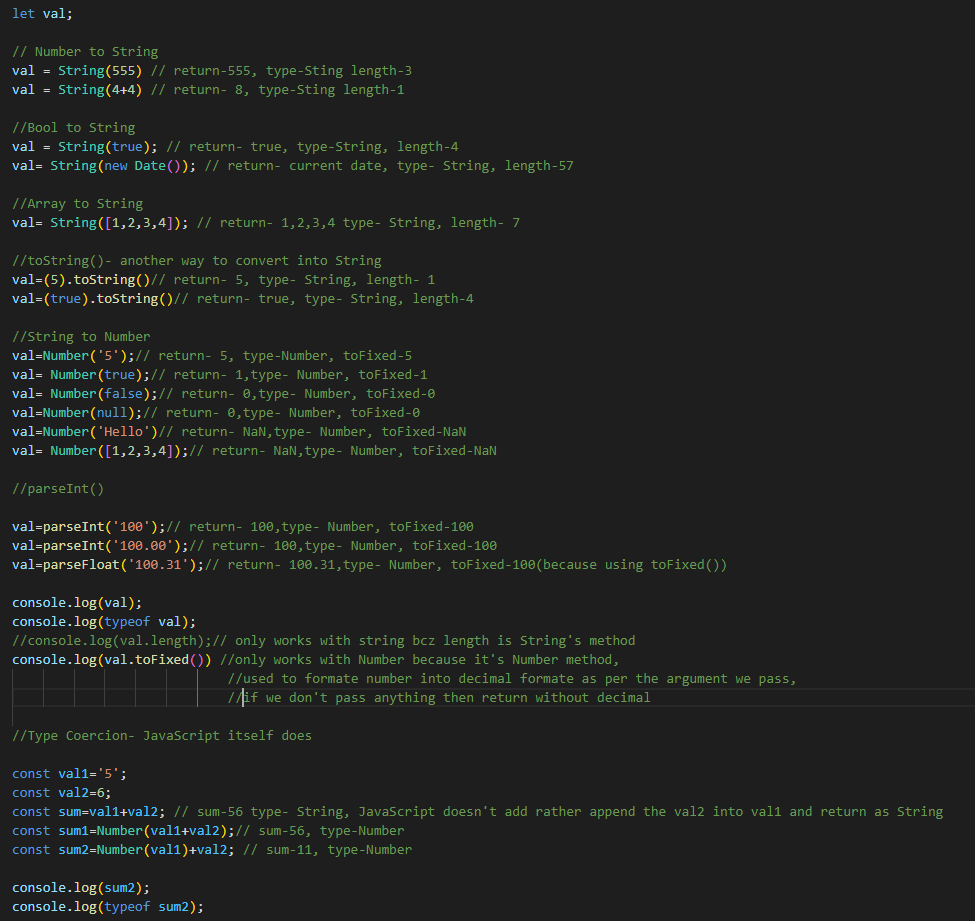 let val;
// Number to String
val = String(555) // return-555, type-Sting length-3
val = String(4+4) // return- 8, type-Sting length-1
//Bool to String
val = String(true); // return- true, type-String, length-4
val= String(new Date()); // return- current date, type- String, length-57
//Array to String
val= String([1,2,3,4]); // return- 1,2,3,4 type- String, length- 7
//toString()- another way to convert into String
val=(5).toString()// return- 5, type- String, length- 1
val=(true).toString()// return- true, type- String, length-4
//String to Number
val=Number('5');// return- 5, type-Number, toFixed-5
val= Number(true);// return- 1,type- Number, toFixed-1
val= Number(false);// return- 0,type- Number, toFixed-0
val=Number(null);// return- 0,type- Number, toFixed-0
val=Number('Hello')// return- NaN,type- Number, toFixed-NaN
val= Number([1,2,3,4]);// return- NaN,type- Number, toFixed-NaN
//parseInt()
val=parseInt('100');// return- 100,type- Number, toFixed-100
val=parseInt('100.00');// return- 100,type- Number, toFixed-100
val=parseFloat('100.31');// return- 100.31,type- Number, toFixed-100(because using toFixed())
console.log(val);
console.log(typeof val);
//console.log(val.length);// only works with string bcz length is String's method
console.log(val.toFixed()) //only works with Number because it's Number method,
//used to formate number into decimal formate as per the argument we pass,
//if we don't pass anything then return without decimal
//Type Coercion- JavaScript itself does
const val1='5';
const val2=6;
const sum=val1+val2; // sum-56 type- String, JavaScript doesn't add rather append the val2 into val1 and return as String
const sum1=Number(val1+val2);// sum-56, type-Number
const sum2=Number(val1)+val2; // sum-11, type-Number
console.log(sum2);
console.log(typeof sum2);